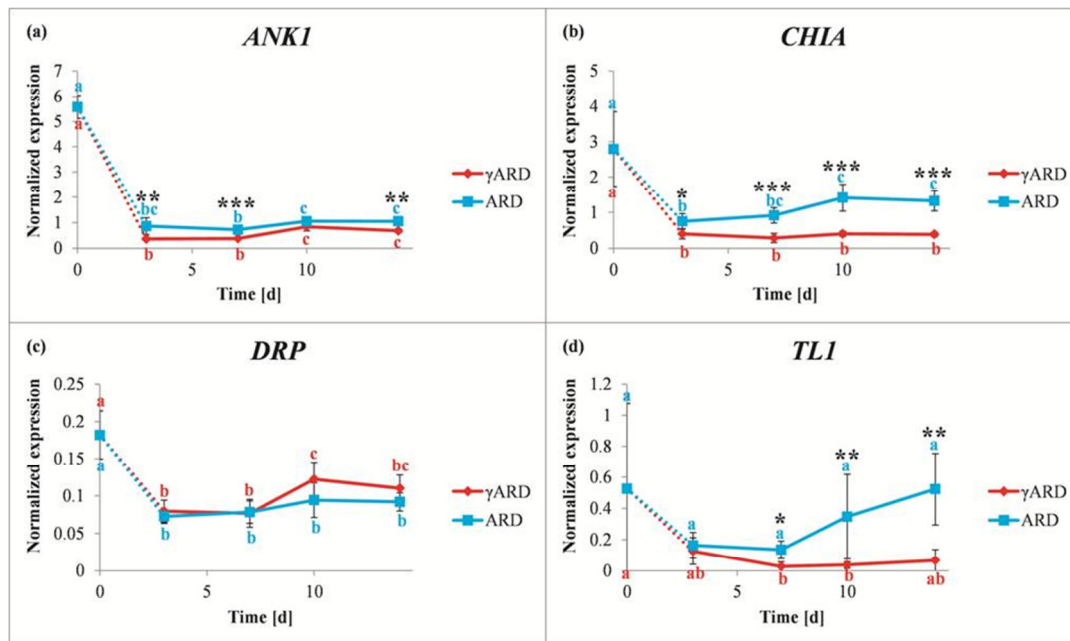 (a) ANK1
Normalized expression
7
6
5
4
3
2
1
0
a
a
**
bc
b
***
b
b
c
c
**
c
c
0 5 10
Time [d]
γARD
ARD
(b) CHIA
Normalized expression
5
4
3
2
1
0
a
a
*
b
b
***
bc
b
***
c
b
***
c
b
0 5 10
Time [d]
γARD
ARD
(c) DRP
Normalized expression
0.25
0.2
0.15
0.1
0.05
0
a
a
b
b
b
b
c
b
bc
b
0 5 10
Time [d]
γARD
ARD
(d) TL1
Normalized expression
1.2
1
0.8
0.6
0.4
0.2
0
a
a
a
ab
*
a
b
**
a
b
**
a
ab
0 5 10
Time [d]
γARD
ARD